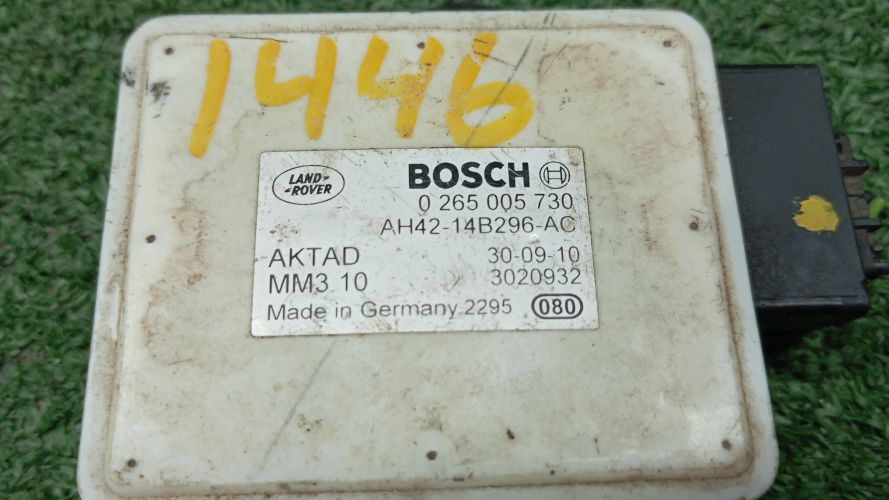 1446
LAND-
-ROVER
BOSCH
0 265 005 730
AH42-14B296-AC
AKTAD 30-09-10
MM3.10 3020932
Made in Germany 2295 080